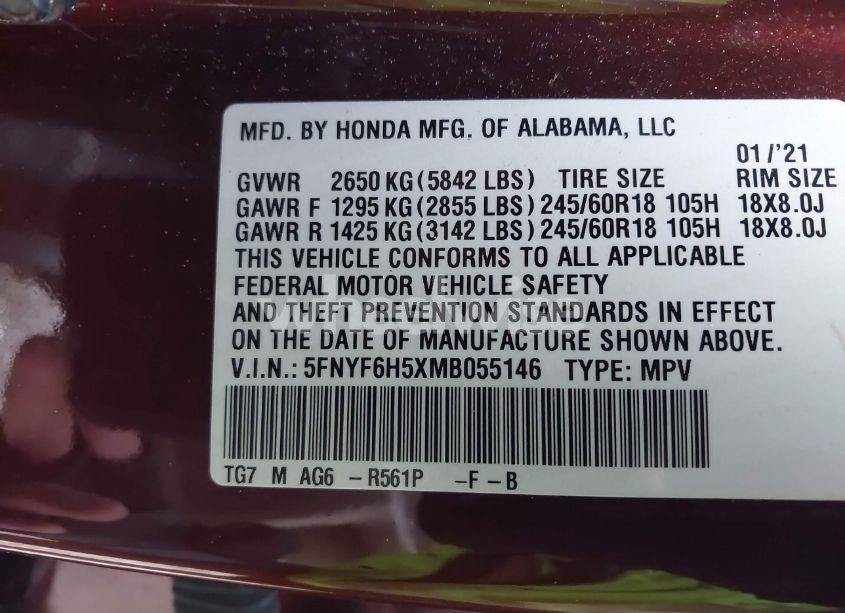 MFD. BY HONDA MFG. OF ALABAMA, LLC
01/'21
GVWR 2650 KG (5842 LBS) TIRE SIZE RIM SIZE
GAWR F 1295 KG (2855 LBS) 245/60R18 105H 18X8.0J
GAWR R 1425 KG (3142 LBS) 245/60R18 105H 18X8.0J
THIS VEHICLE CONFORMS TO ALL APPLICABLE
FEDERAL MOTOR VEHICLE SAFETY
AND THEFT PREVENTION STANDARDS IN EFFECT
ON THE DATE OF MANUFACTURE SHOWN ABOVE.
V.I.N.: 5FNYF6H5XMB055146 TYPE: MPV
TG7 M AG6 -R561P -F-B